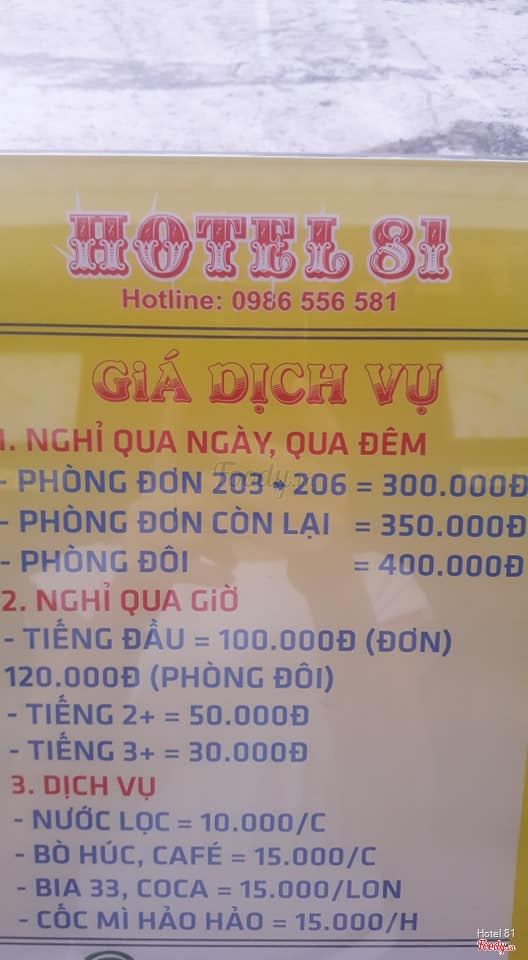 HOTEL 81
Hotline: 0986 556 581
GiÁ DỊCH VỤ
1. NGHỈ QUA NGÀY, QUA ĐÊM
- PHÒNG ĐƠN 203 → 206 = 300.000Đ
- PHÒNG ĐƠN CÒN LẠI = 350.000Đ
- PHÒNG ĐÔI = 400.000Đ
2. NGHỈ QUA GiỜ
- TIẾNG ĐẦU = 100.000Đ (ĐƠN)
120.000Đ (PHÒNG ĐÔI)
- TIẾNG 2+ = 50.000Đ
- TIẾNG 3+ = 30.000Đ
3. DỊCH VỤ
- NƯỚC LỌC = 10.000/C
- BÒ HÚC, CAFÉ = 15.000/C
- BIA 33, COCA = 15.000/LON
- CỐC MÌ HẢO HẢO = 15.000/H
Foody.vn
Hotel 81
Foody.vn